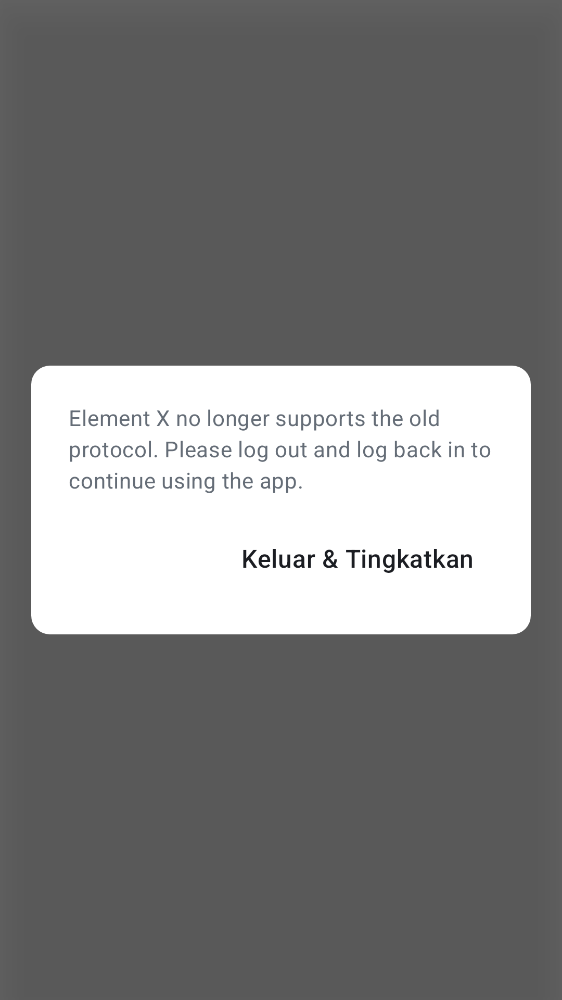 Element X no longer supports the old
protocol. Please log out and log back in to
continue using the app.
Keluar & Tingkatkan